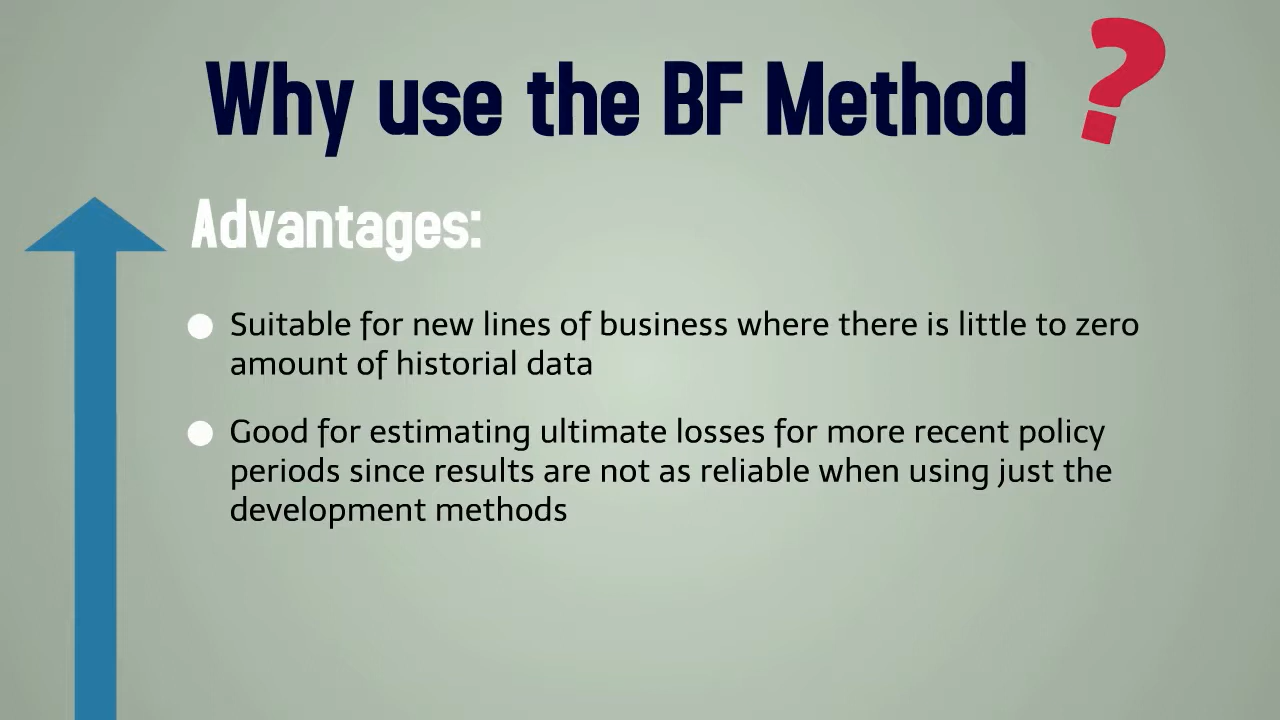 Why use the BF Method ?
Advantages:
Suitable for new lines of business where there is little to zero
amount of historial data
Good for estimating ultimate losses for more recent policy
periods since results are not as reliable when using just the
development methods